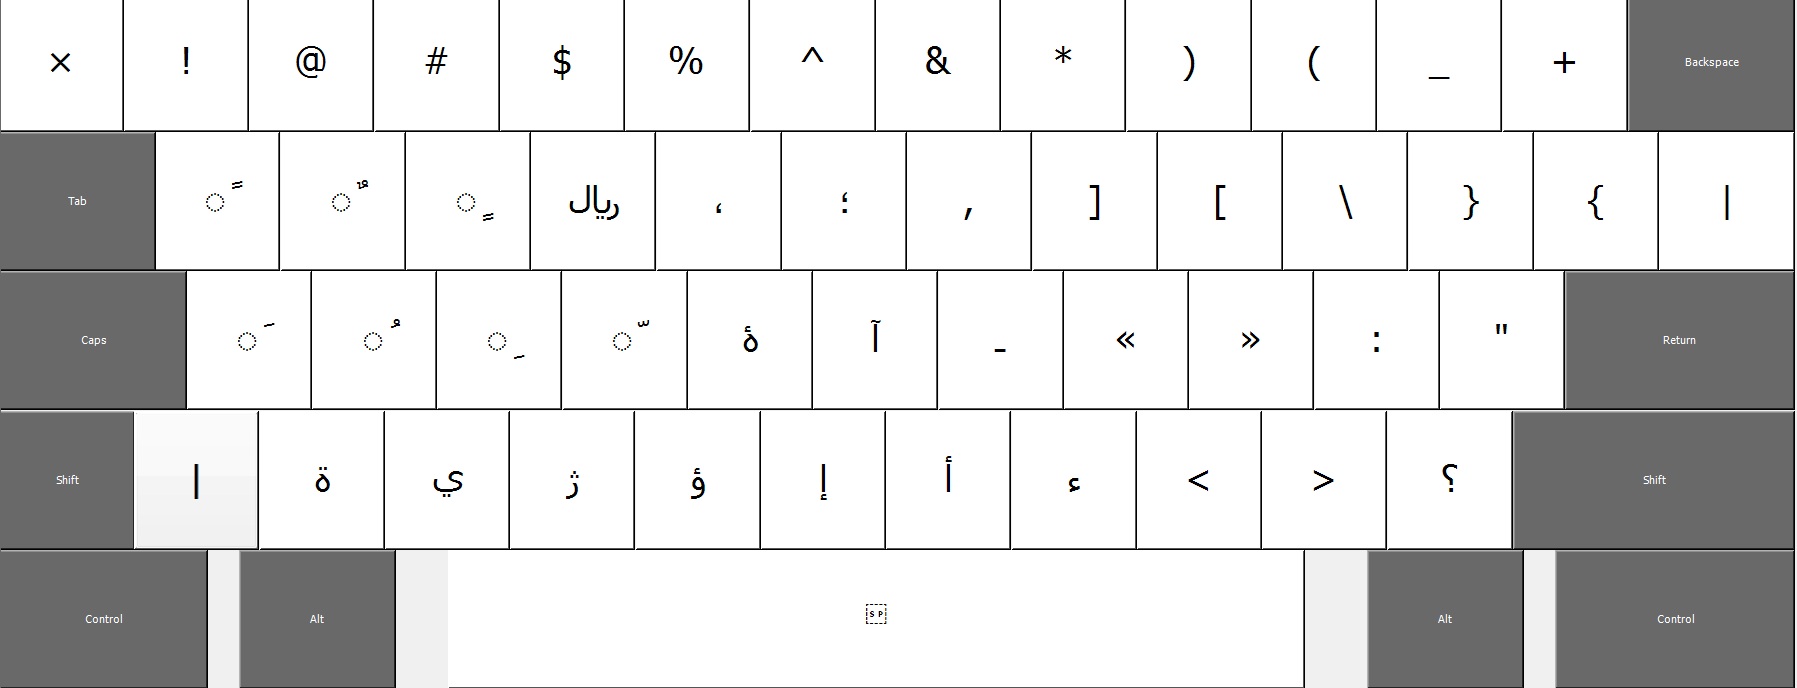 × ! @ # $ % ^ & * ) ( _ + Backspace
Tab ◌ً ◌ٌ ◌ٍ ريال ، ؛ , ] [ \ } { |
Caps ◌َ ◌ُ ◌ِ ◌ّ ۀ آ ـ « » : " Return
Shift | ة ي ژ ؤ إ أ ء < > ؟ Shift
Control Alt SP Alt Control